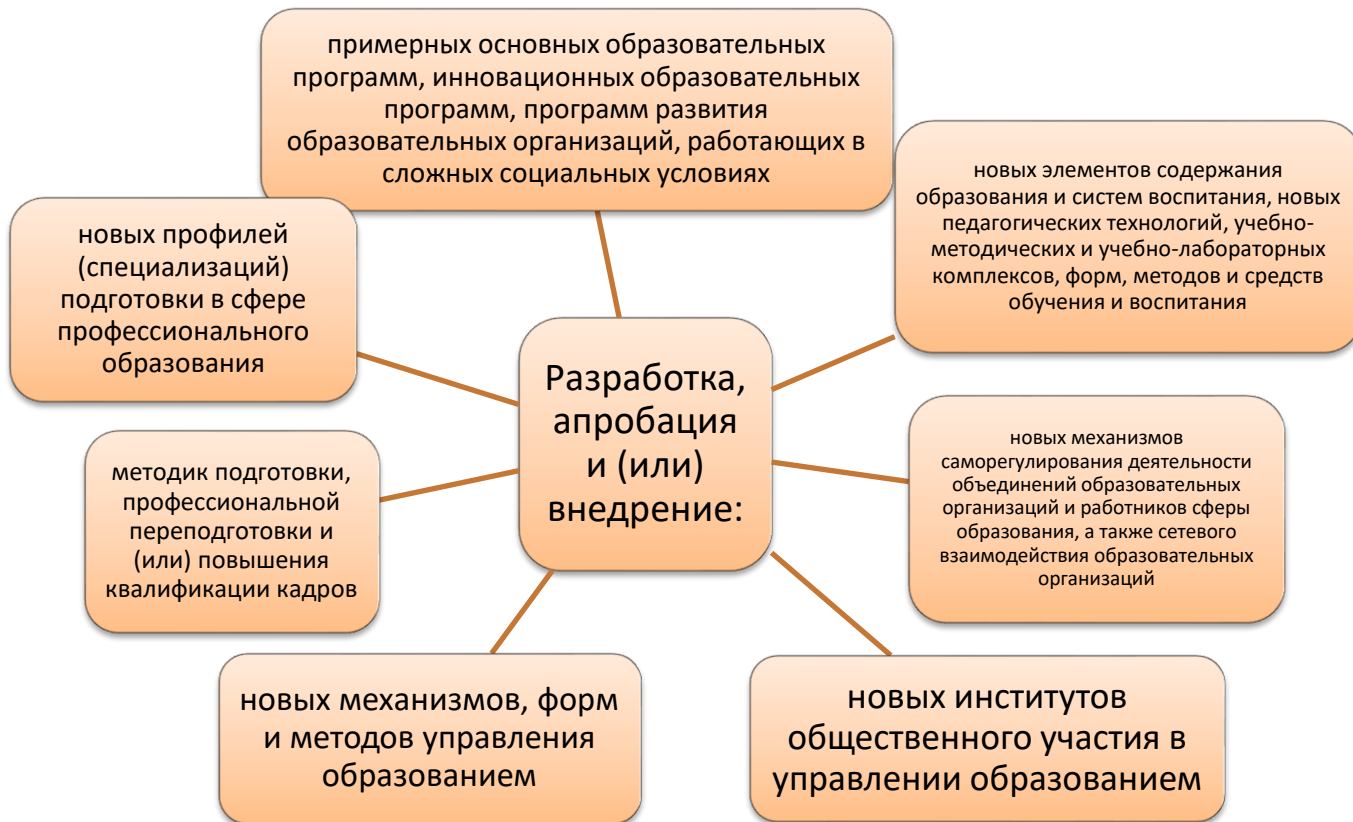 примерных основных образовательных
программ, инновационных образовательных
программ, программ развития
образовательных организаций, работающих в
сложных социальных условиях
новых элементов содержания
образования и систем воспитания, новых
педагогических технологий, учебно-
методических и учебно-лабораторных
комплексов, форм, методов и средств
обучения и воспитания
новых профилей
(специализаций)
подготовки в сфере
профессионального
образования
Разработка,
апробация
и (или)
внедрение:
новых механизмов
саморегулирования деятельности
объединений образовательных
организаций и работников сферы
образования, а также сетевого
взаимодействия образовательных
организаций
методик подготовки,
профессиональной
переподготовки и
(или) повышения
квалификации кадров
новых механизмов, форм
и методов управления
образованием
новых институтов
общественного участия в
управлении образованием